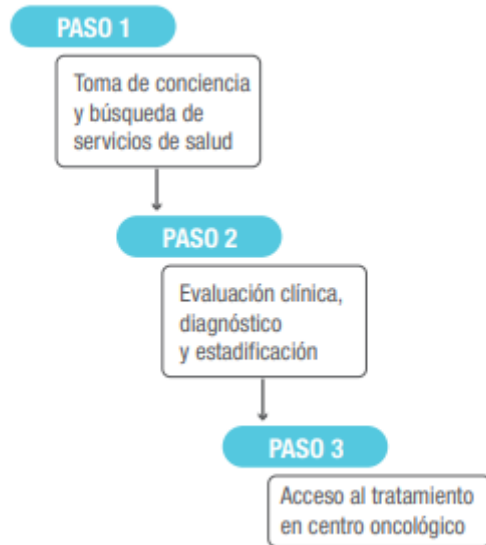 PASO 1
Toma de conciencia
y búsqueda de
servicios de salud
PASO 2
Evaluación clínica,
diagnóstico
y estadificación
PASO 3
Acceso al tratamiento
en centro oncológico